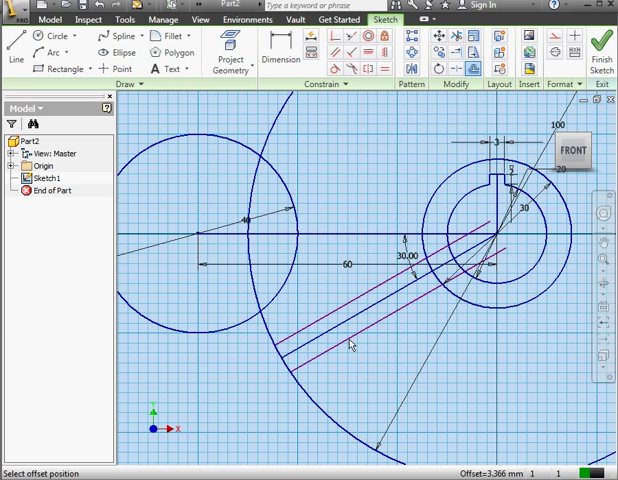 PRO
Part2
Type a keyword or phrase
Sign In
Model
Inspect
Tools
Manage
View
Environments
Vault
Get Started
Sketch
Line
Circle
Spline
Fillet
Arc
Ellipse
Polygon
Rectangle
Point
Text
Project
Geometry
Dimension
Finish
Sketch
Draw
Constrain
Pattern
Modify
Layout
Insert
Format
Exit
Model
Part2
View: Master
Origin
Sketch1
End of Part
100
FRONT
3
20
30
40
30.00
60
Y
X
Select offset position
Offset=3.366 mm
1
1